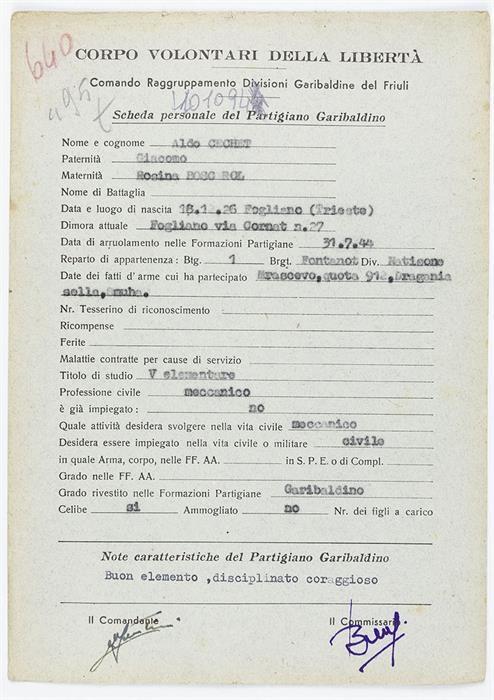 640
CORPO VOLONTARI DELLA LIBERTÀ
Comando Raggruppamento Divisioni Garibaldine del Friuli
Scheda personale del Partigiano Garibaldino
Nome e cognome Aldo CECHET
Paternità Giacomo
Maternità Rosina BOSC ROL
Nome di Battaglia
Data e luogo di nascita 18.12.26 Fogliano (Trieste)
Dimora attuale Fogliano via Cornat n.27
Data di arruolamento nelle Formazioni Partigiane 31.7.44
Reparto di appartenenza: Btg. 1 Brgt. Fontanot Div. Natisone
Date dei fatti d'arme cui ha partecipato quota 912, Dragania
sella,
Nr. Tesserino di riconoscimento
Ricompense
Ferite
Malattie contratte per cause di servizio
Titolo di studio V elementare
Professione civile meccanico
è già impiegato: no
Quale attività desidera svolgere nella vita civile meccanico
Desidera essere impiegato nella vita civile o militare civile
in quale Arma, corpo, nelle FF. AA. in S. P. E. o di Compl.
Grado nelle FF. AA.
Grado rivestito nelle Formazioni Partigiane Garibaldino
Celibe si Ammogliato no Nr. dei figli a carico
Note caratteristiche del Partigiano Garibaldino
Buon elemento ,disciplinato coraggioso
Il Comandante Il Commissario